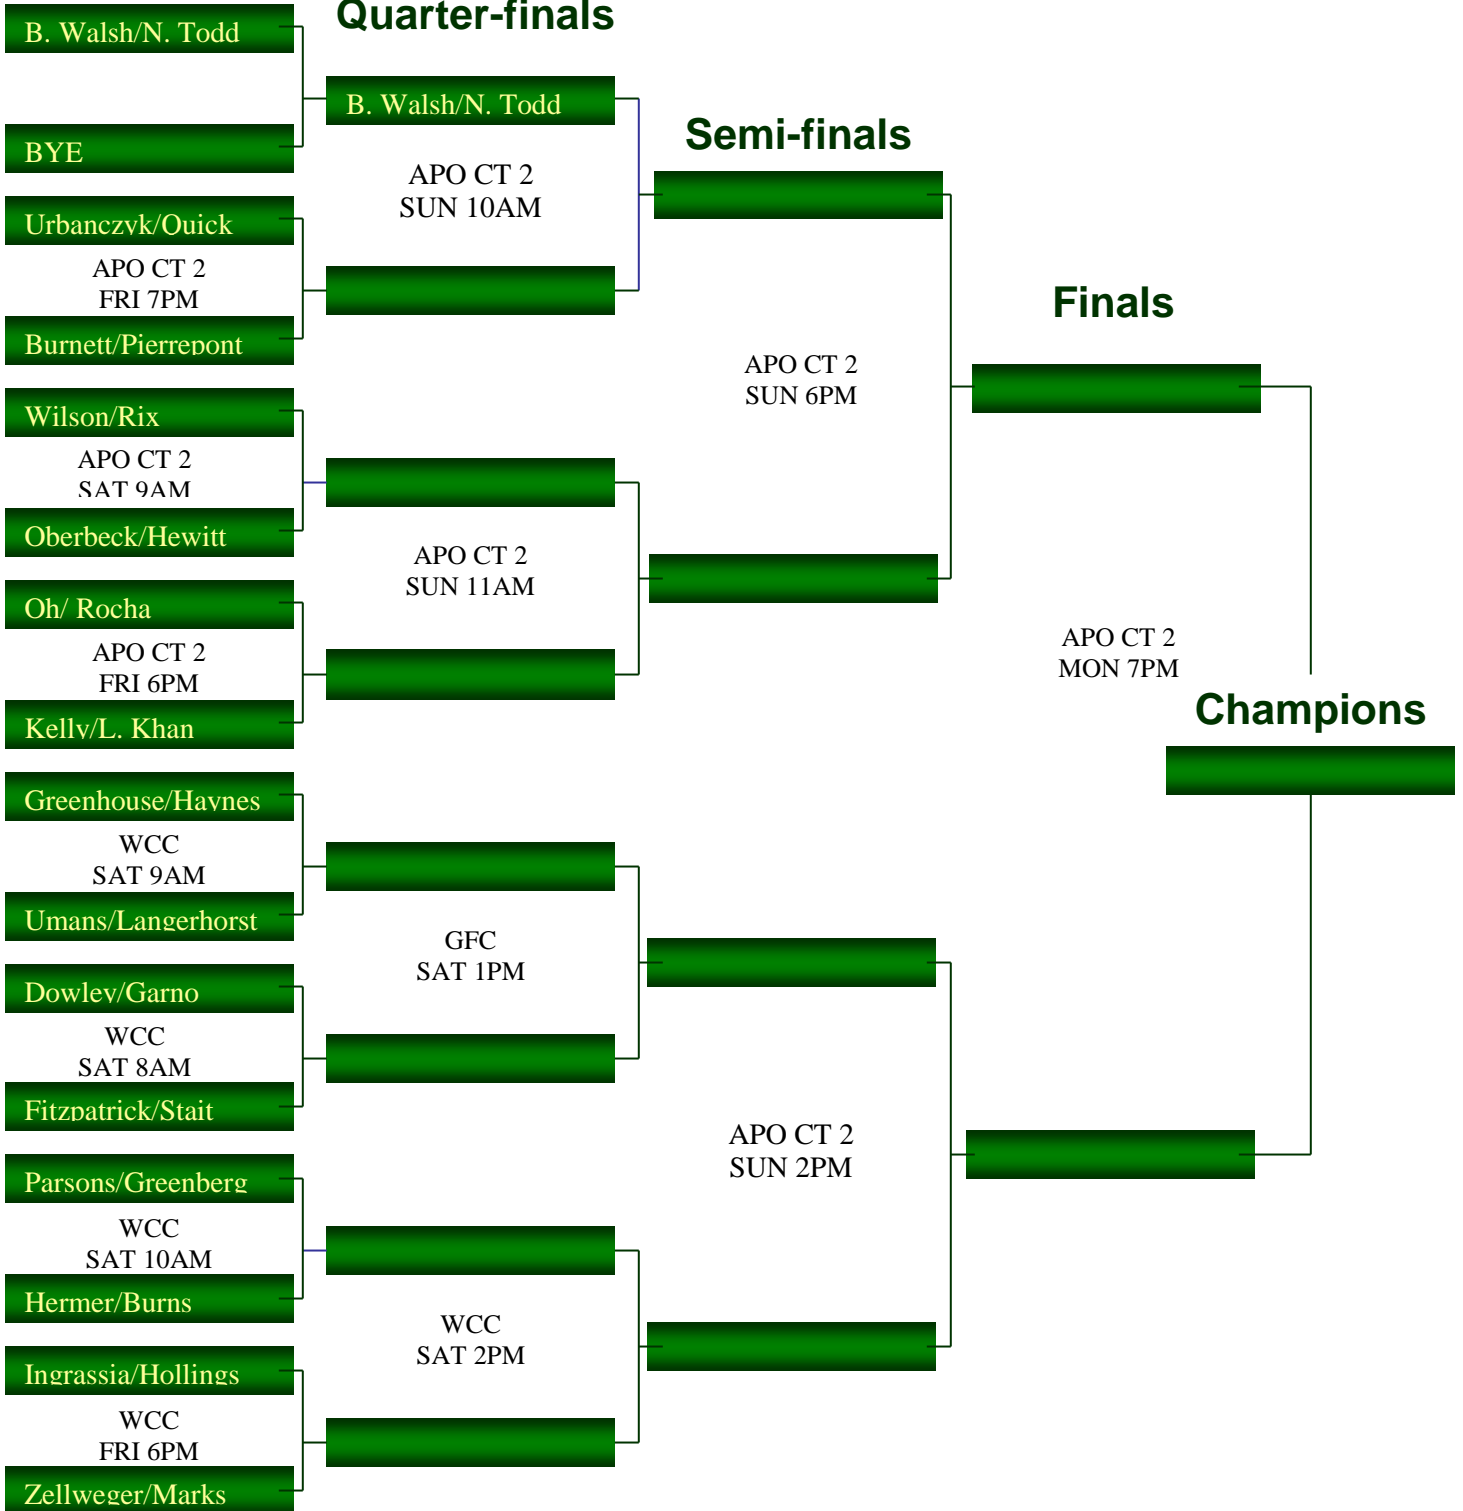 Quarter-finals
B. Walsh/N. Todd
BYE
Urbanczyk/Quick
APO CT 2
FRI 7PM
Burnett/Pierrepont
Wilson/Rix
APO CT 2
SAT 9AM
Oberbeck/Hewitt
Oh/ Rocha
APO CT 2
FRI 6PM
Kelly/L. Khan
Greenhouse/Haynes
WCC
SAT 9AM
Umans/Langerhorst
Dowley/Garno
WCC
SAT 8AM
Fitzpatrick/Stait
Parsons/Greenberg
WCC
SAT 10AM
Hermer/Burns
Ingrassia/Hollings
WCC
FRI 6PM
Zellweger/Marks
B. Walsh/N. Todd
APO CT 2
SUN 10AM
APO CT 2
SUN 11AM
GFC
SAT 1PM
WCC
SAT 2PM
Semi-finals
APO CT 2
SUN 6PM
APO CT 2
SUN 2PM
Finals
APO CT 2
MON 7PM
Champions